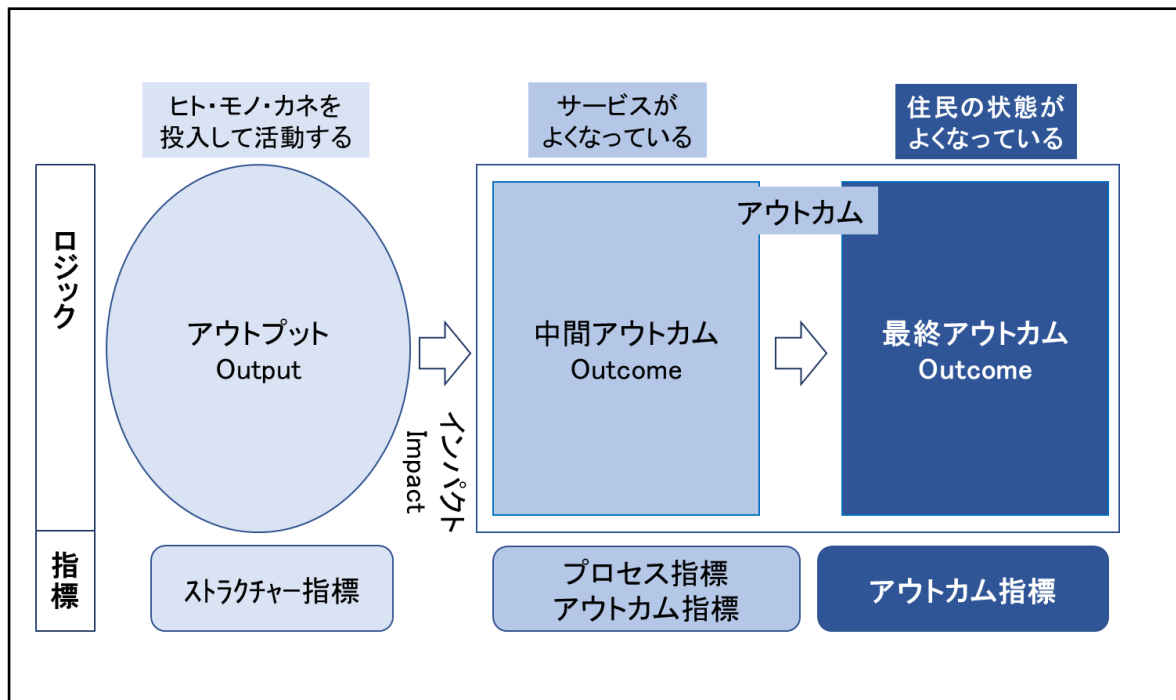 ヒト・モノ・カネを
投入して活動する
サービスが
よくなっている
住民の状態が
よくなっている
ロジック
アウトプット
Output
インパクト
Impact
アウトカム
中間アウトカム
Outcome
最終アウトカム
Outcome
指標
ストラクチャー指標
プロセス指標
アウトカム指標
アウトカム指標